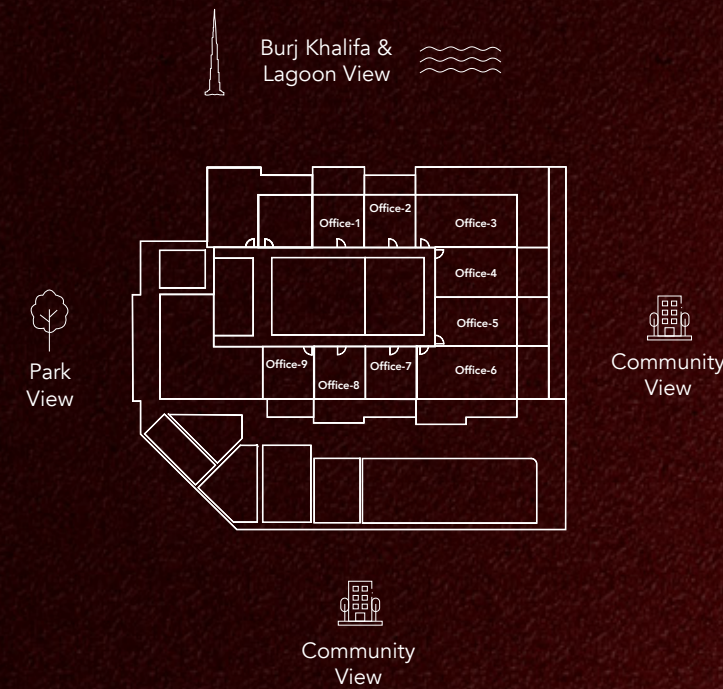 Burj Khalifa &
Lagoon View
Office-1
Office-2
Office-3
Office-4
Office-5
Office-9
Office-8
Office-7
Office-6
Park
View
Community
View
Community
View